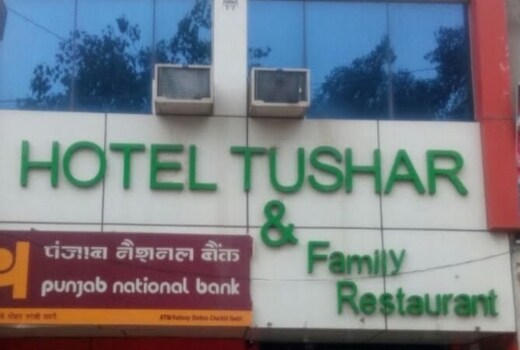 HOTEL TUSHAR
&
Family
Restaurant
पंजाब नैशनल बैंक
punjab national bank